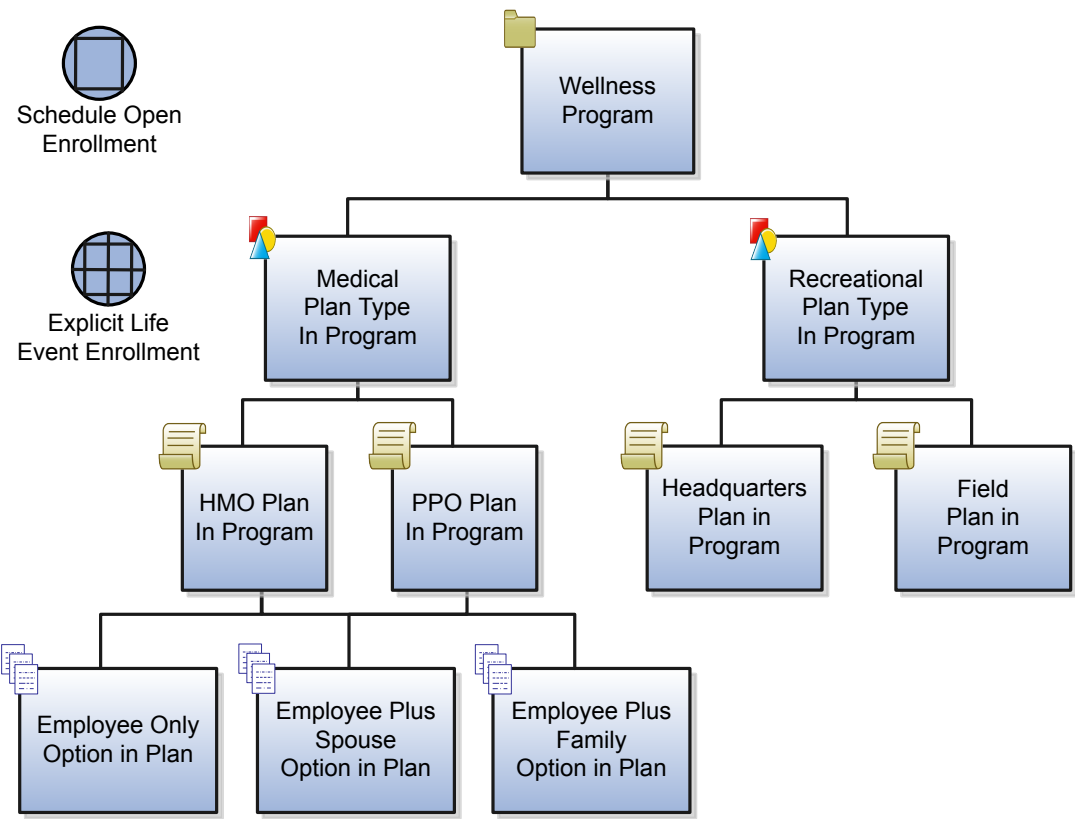 Schedule Open
Enrollment
Wellness
Program
Explicit Life
Event Enrollment
Medical
Plan Type
In Program
Recreational
Plan Type
In Program
HMO Plan
In Program
PPO Plan
In Program
Headquarters
Plan in
Program
Field
Plan in
Program
Employee Only
Option in Plan
Employee Plus
Spouse
Option in Plan
Employee Plus
Family
Option in Plan